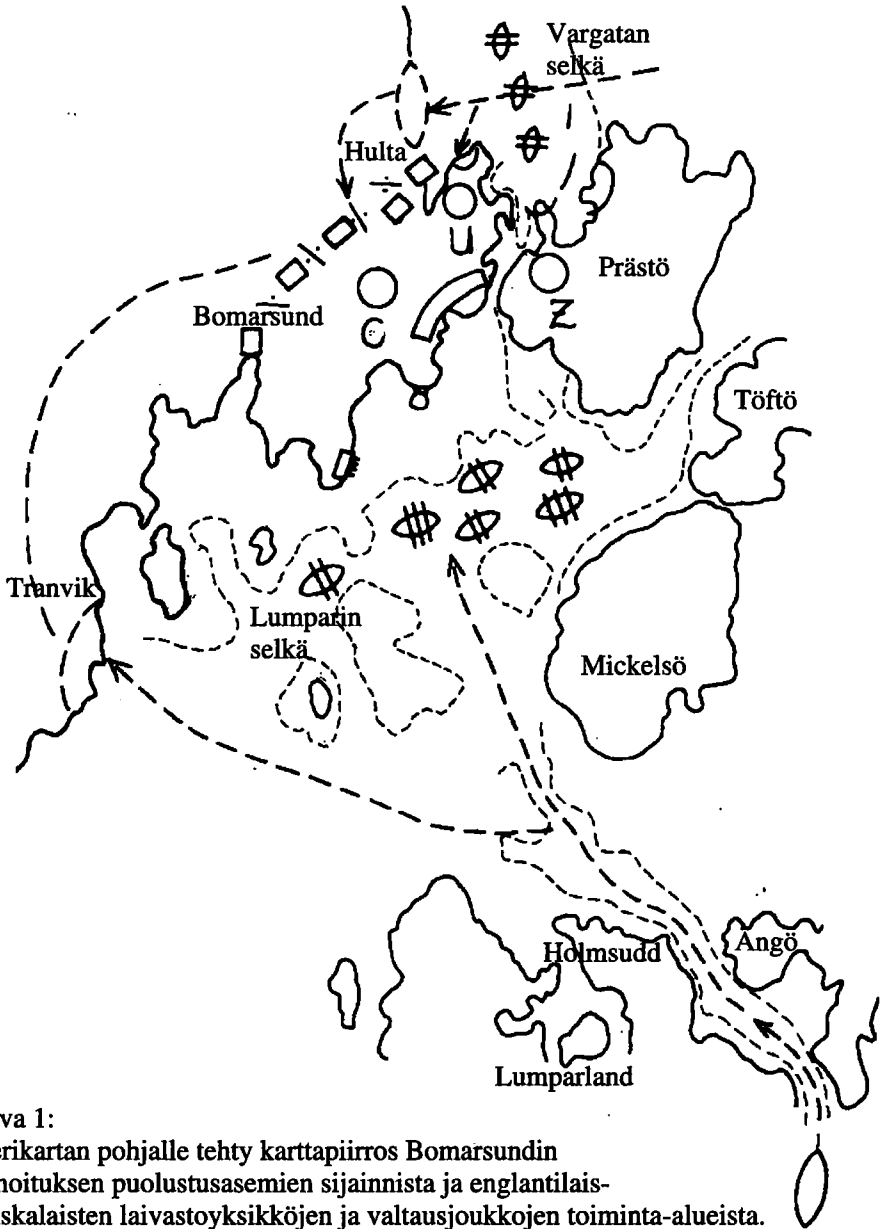 Vargatan
selkä
Hulta
U
Prästö
Z
C
Bomarsund
Töftö
Tranvik
Lumparin
selkä
Mickelsö
Holmsudd
Ångö
Lumparland
va 1:
erikartan pohjalle tehty karttapiirros Bomarsundin
noituksen puolustusasemien sijainnista ja englantilais-
skalaisten laivastoyksikköjen ja valtausjoukkojen toiminta-alueista.